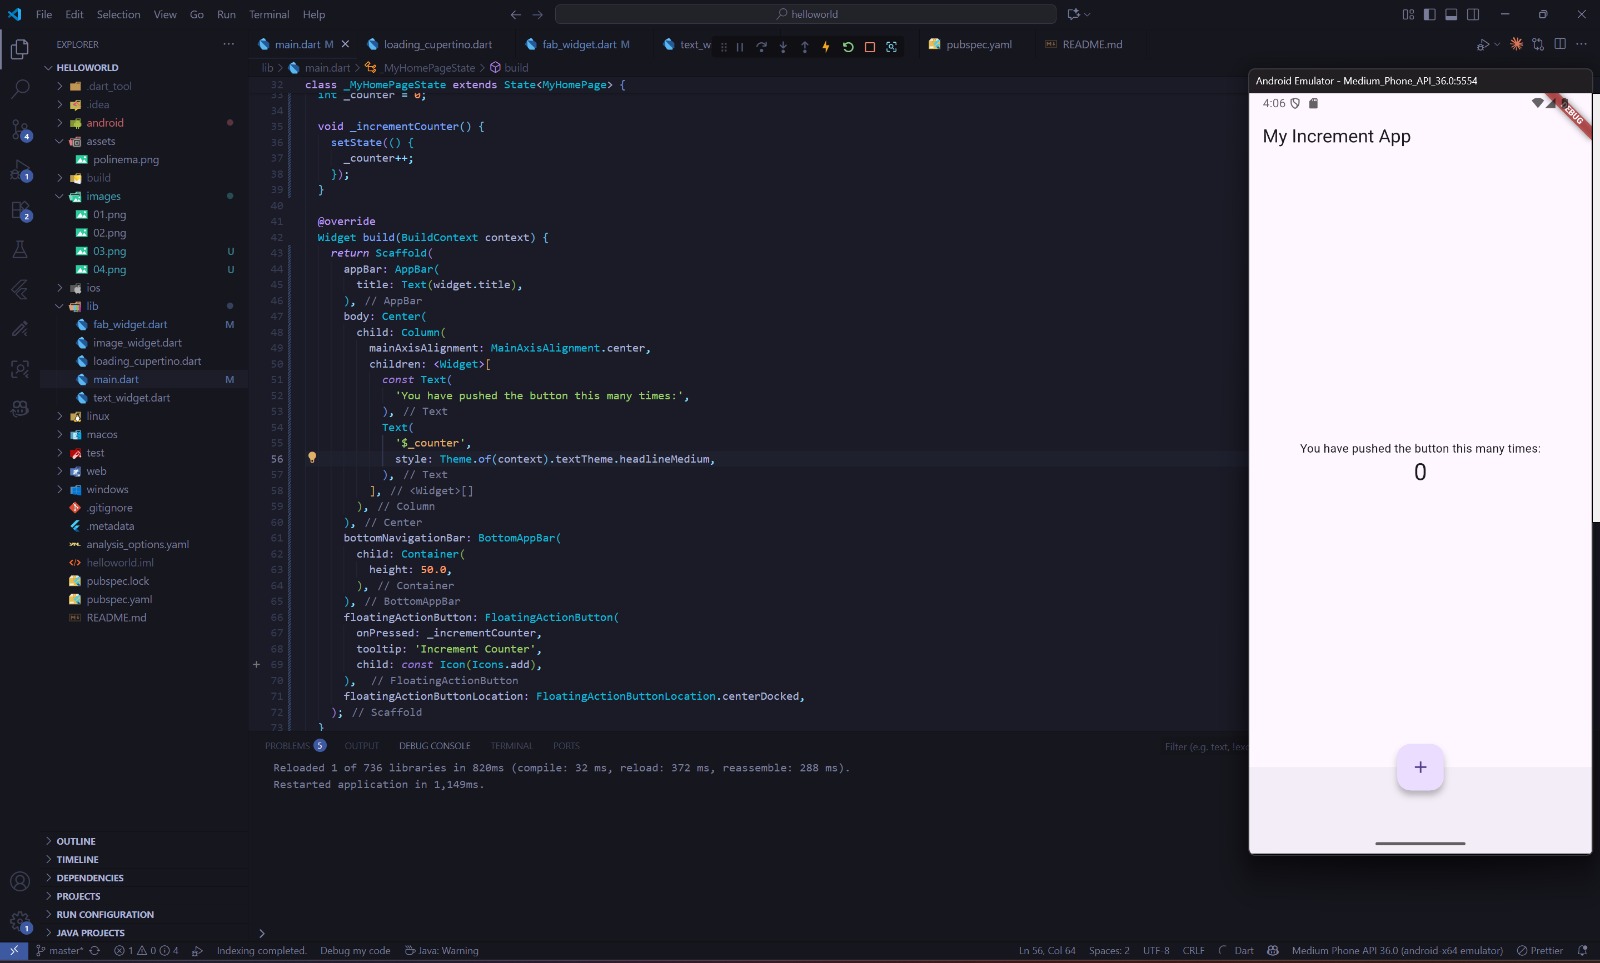 File Edit Selection View Go Run Terminal Help
helloworld
EXPLORER
main.dart M
loading_cupertino.dart
fab_widget.dart M
text_w
pubspec.yaml
README.md
lib > main.dart > _MyHomePageState > build
HELLOWORLD
.dart_tool
.idea
android
assets
polinema.png
build
images
01.png
02.png
03.png U
04.png U
ios
lib
fab_widget.dart M
image_widget.dart
loading_cupertino.dart
main.dart M
text_widget.dart
linux
macos
test
web
windows
.gitignore
.metadata
analysis_options.yaml
helloworld.iml
pubspec.lock
pubspec.yaml
README.md
OUTLINE
TIMELINE
DEPENDENCIES
PROJECTS
RUN CONFIGURATION
JAVA PROJECTS
4
1
2
1
32 class _MyHomePageState extends State<MyHomePage> {
33 int _counter = 0;
34
35 void _incrementCounter() {
36 setState(() {
37 _counter++;
38 });
39 }
40
41 @override
42 Widget build(BuildContext context) {
43 return Scaffold(
44 appBar: AppBar(
45 title: Text(widget.title),
46 ), // AppBar
47 body: Center(
48 child: Column(
49 mainAxisAlignment: MainAxisAlignment.center,
50 children: <Widget>[
51 const Text(
52 'You have pushed the button this many times:',
53 ), // Text
54 Text(
55 '$_counter',
56 style: Theme.of(context).textTheme.headlineMedium,
57 ), // Text
58 ], // <Widget>[]
59 ), // Column
60 ), // Center
61 bottomNavigationBar: BottomAppBar(
62 child: Container(
63 height: 50.0,
64 ), // Container
65 ), // BottomAppBar
66 floatingActionButton: FloatingActionButton(
67 onPressed: _incrementCounter,
68 tooltip: 'Increment Counter',
69 child: const Icon(Icons.add),
70 ), // FloatingActionButton
71 floatingActionButtonLocation: FloatingActionButtonLocation.centerDocked,
72 ); // Scaffold
73 }
PROBLEMS 5 OUTPUT DEBUG CONSOLE TERMINAL PORTS
Filter (e.g. text, !exc
Reloaded 1 of 736 libraries in 820ms (compile: 32 ms, reload: 372 ms, reassemble: 288 ms).
Restarted application in 1,149ms.
Android Emulator - Medium_Phone_API_36.0:5554
4:06
DEBUG
My Increment App
You have pushed the button this many times:
0
+
master* 1 0 4 Indexing completed. Debug my code Java: Warning
Ln 56, Col 64 Spaces: 2 UTF-8 CRLF Dart Medium Phone API 36.0 (android-x64 emulator) Prettier